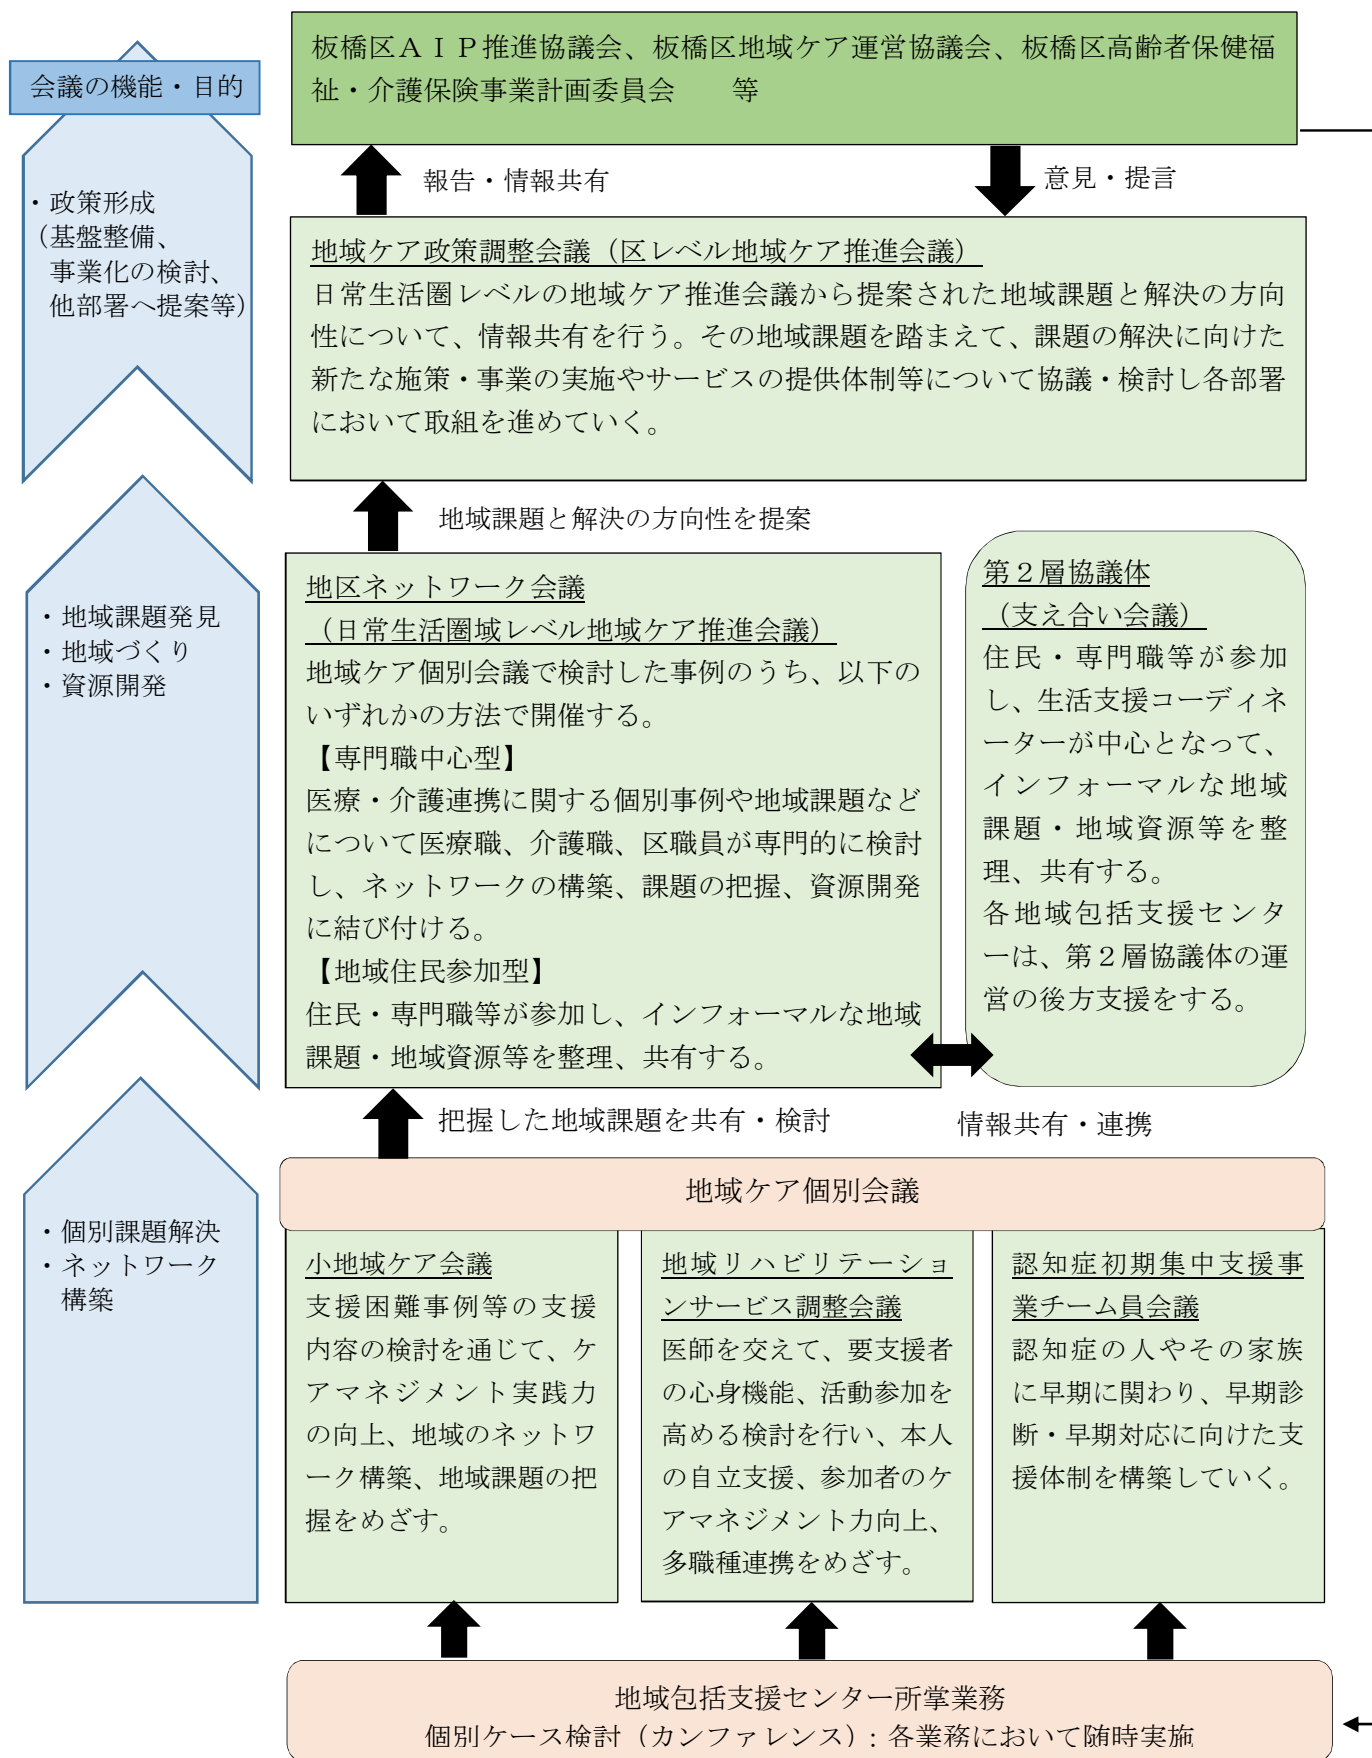 会議の機能・目的
板橋区ＡＩＰ推進協議会、板橋区地域ケア運営協議会、板橋区高齢者保健福
祉・介護保険事業計画委員会　　等
報告・情報共有
意見・提言
・政策形成
（基盤整備、
事業化の検討、
他部署へ提案等）
地域ケア政策調整会議（区レベル地域ケア推進会議）
日常生活圏レベルの地域ケア推進会議から提案された地域課題と解決の方向
性について、情報共有を行う。その地域課題を踏まえて、課題の解決に向けた
新たな施策・事業の実施やサービスの提供体制等について協議・検討し各部署
において取組を進めていく。
地域課題と解決の方向性を提案
・地域課題発見
・地域づくり
・資源開発
地区ネットワーク会議
（日常生活圏域レベル地域ケア推進会議）
地域ケア個別会議で検討した事例のうち、以下の
いずれかの方法で開催する。
【専門職中心型】
医療・介護連携に関する個別事例や地域課題など
について医療職、介護職、区職員が専門的に検討
し、ネットワークの構築、課題の把握、資源開発
に結び付ける。
【地域住民参加型】
住民・専門職等が参加し、インフォーマルな地域
課題・地域資源等を整理、共有する。
第２層協議体
（支え合い会議）
住民・専門職等が参加
し、生活支援コーディネ
ーターが中心となって、
インフォーマルな地域
課題・地域資源等を整
理、共有する。
各地域包括支援センタ
ーは、第２層協議体の運
営の後方支援をする。
把握した地域課題を共有・検討
情報共有・連携
・個別課題解決
・ネットワーク
構築
地域ケア個別会議
小地域ケア会議
支援困難事例等の支援
内容の検討を通じて、ケ
アマネジメント実践力
の向上、地域のネットワ
ーク構築、地域課題の把
握をめざす。
地域リハビリテーショ
ンサービス調整会議
医師を交えて、要支援者
の心身機能、活動参加を
高める検討を行い、本人
の自立支援、参加者のケ
アマネジメント力向上、
多職種連携をめざす。
認知症初期集中支援事
業チーム員会議
認知症の人やその家族
に早期に関わり、早期診
断・早期対応に向けた支
援体制を構築していく。
地域包括支援センター所掌業務
個別ケース検討（カンファレンス）：各業務において随時実施